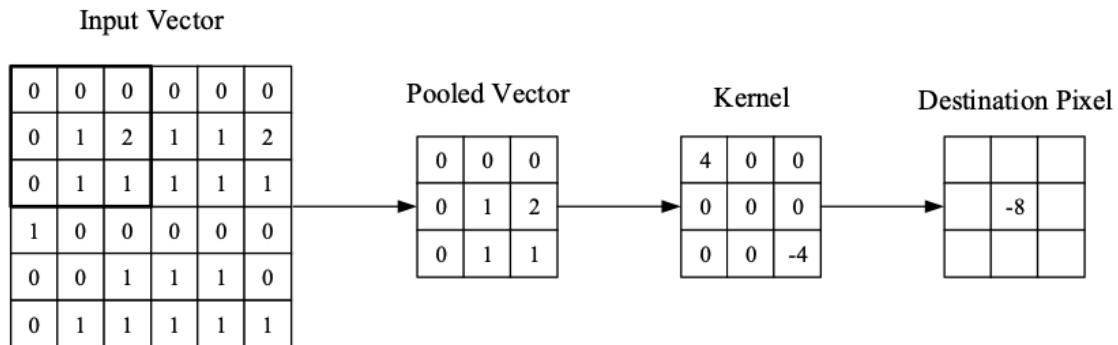 Input Vector
Pooled Vector
Kernel
Destination Pixel
0 0 0 0 0 0
0 1 2 1 1 2
0 1 1 1 1 1
1 0 0 0 0 0
0 0 1 1 1 0
0 1 1 1 1 1
0 0 0
0 1 2
0 1 1
4 0 0
0 0 0
0 0 -4
-8